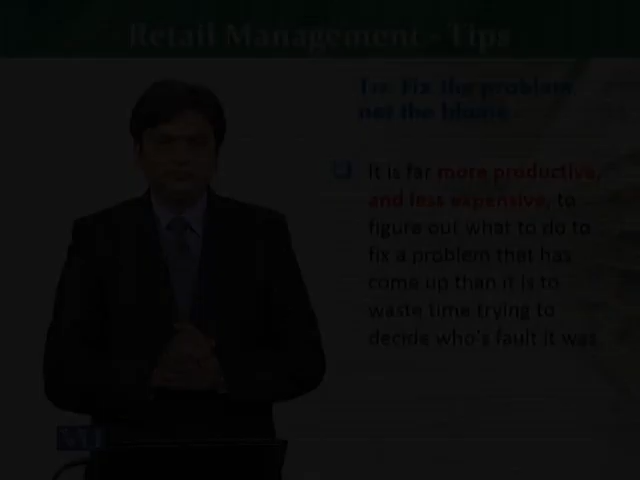 Retail Management - Tips
Fix the problem
not the blame
It is far more productive,
and less expensive, to
figure out what to do to
fix a problem that has
come up than it is to
waste time trying to
decide who's fault it was